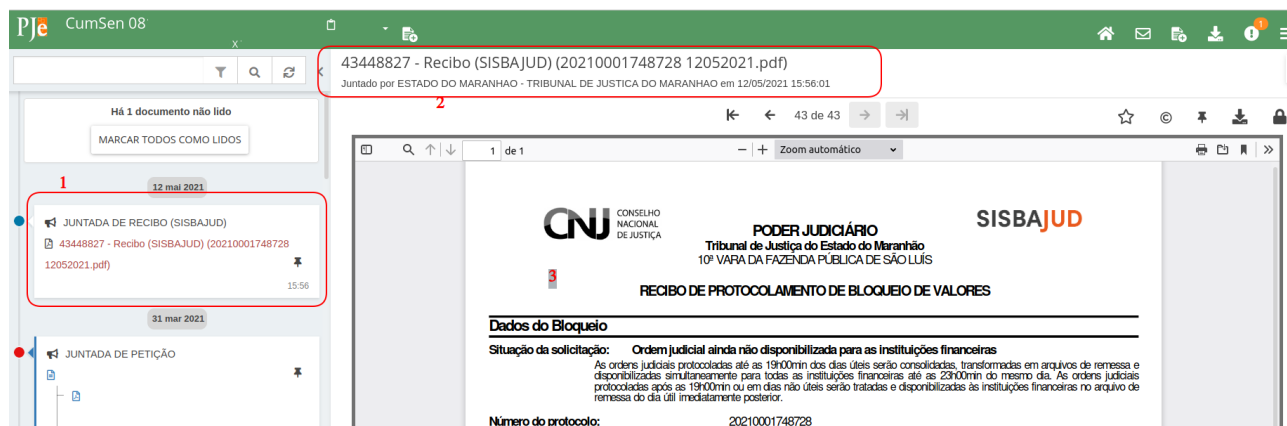 PJe CumSen 08
X
1
43448827 - Recibo (SISBAJUD) (20210001748728 12052021.pdf)
Juntado por ESTADO DO MARANHAO - TRIBUNAL DE JUSTICA DO MARANHAO em 12/05/2021 15:56:01
2
43 de 43
Há 1 documento não lido
MARCAR TODOS COMO LIDOS
12 mai 2021
1
JUNTADA DE RECIBO (SISBAJUD)
43448827 - Recibo (SISBAJUD) (20210001748728
12052021.pdf)
15:56
31 mar 2021
JUNTADA DE PETIÇÃO
1 de 1
Zoom automático
CNJ CONSELHO
NACIONAL
DE JUSTIÇA
SISBAJUD
PODER JUDICIÁRIO
Tribunal de Justiça do Estado do Maranhão
10ª VARA DA FAZENDA PÚBLICA DE SÃO LUÍS
3
RECIBO DE PROTOCOLAMENTO DE BLOQUEIO DE VALORES
Dados do Bloqueio
Situação da solicitação: Ordem judicial ainda não disponibilizada para as instituições financeiras
As ordens judiciais protocoladas até as 19h00min dos dias úteis serão consolidadas, transformadas em arquivos de remessa e
disponibilizadas simultaneamente para todas as instituições financeiras até as 23h00min do mesmo dia. As ordens judiciais
protocoladas após as 19h00min ou em dias não úteis serão tratadas e disponibilizadas às instituições financeiras no arquivo de
remessa do dia útil imediatamente posterior.
Número do protocolo: 20210001748728